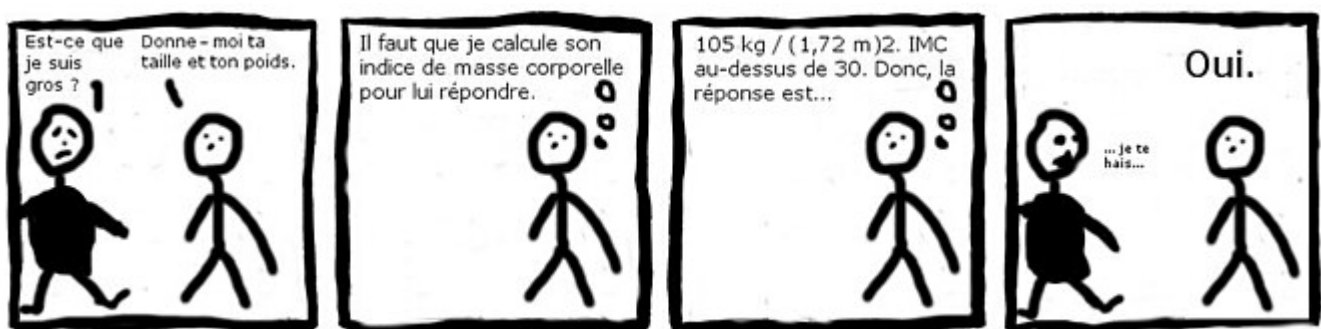 Est-ce que
je suis
gros ?
Donne-moi ta
taille et ton poids.
Il faut que je calcule son
indice de masse corporelle
pour lui répondre.
105 kg / (1,72 m)2. IMC
au-dessus de 30. Donc, la
réponse est...
Oui.
... je te
hais...